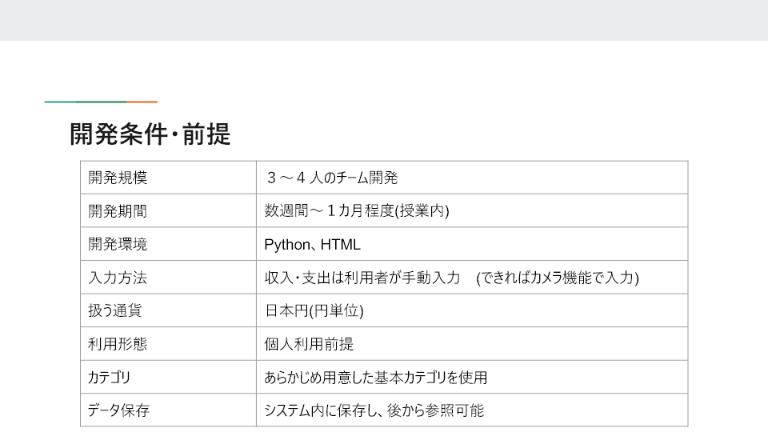 開発条件・前提
開発規模 3～4人のチーム開発
開発期間 数週間～1カ月程度(授業内)
開発環境 Python、HTML
入力方法 収入・支出は利用者が手動入力　(できればカメラ機能で入力)
扱う通貨 日本円(円単位)
利用形態 個人利用前提
カテゴリ あらかじめ用意した基本カテゴリを使用
データ保存 システム内に保存し、後から参照可能